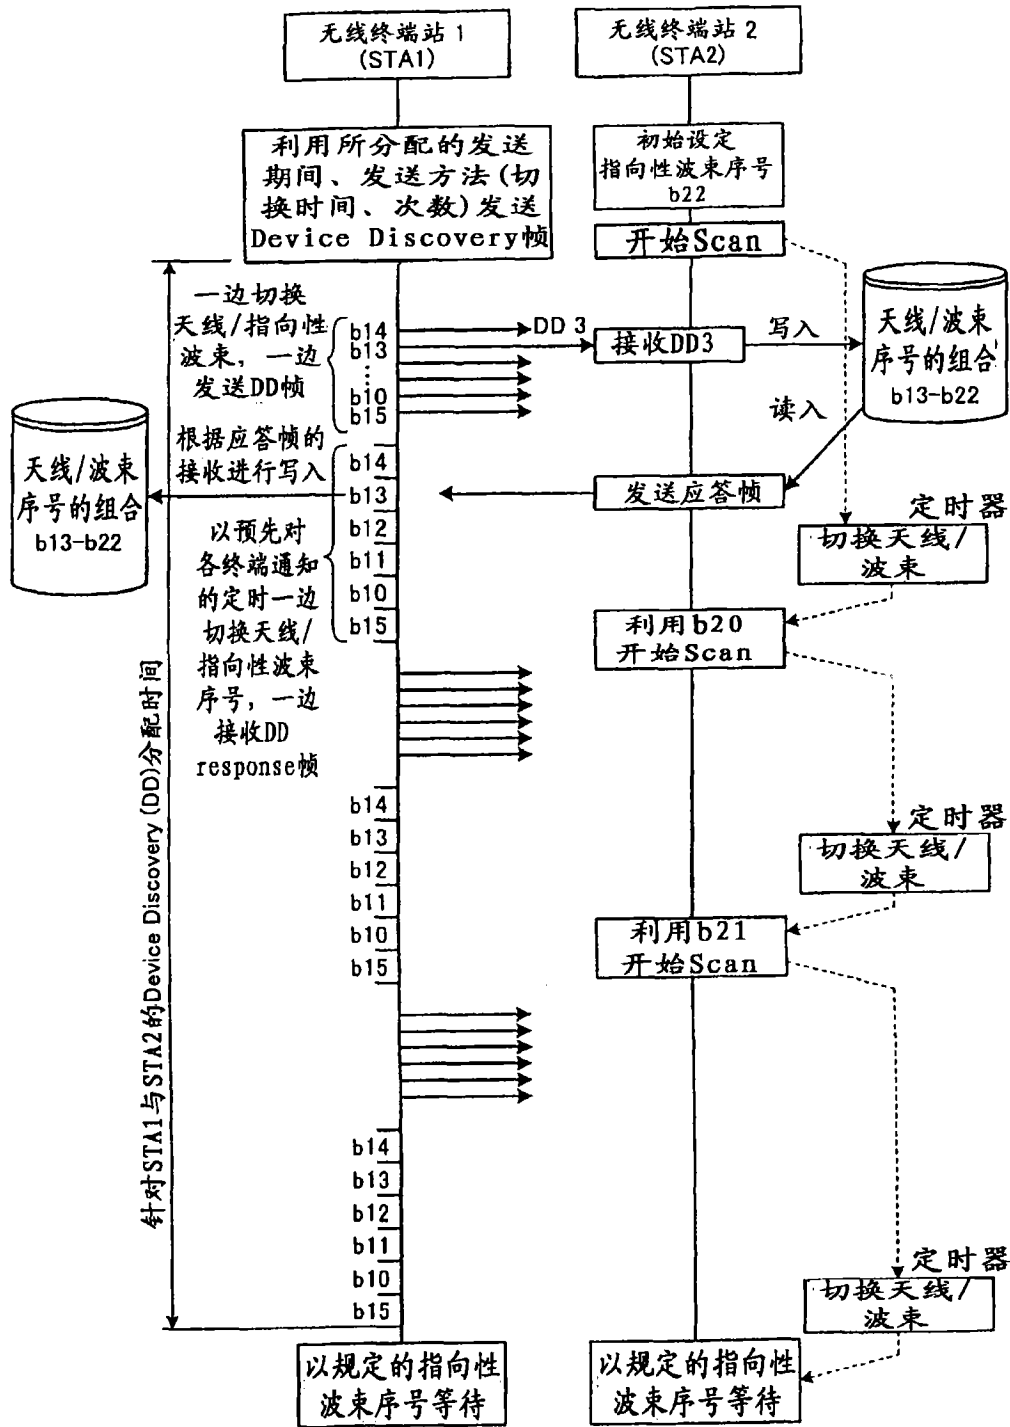 无线终端站 1
(STA1)
无线终端站 2
(STA2)
利用所分配的发送
期间、发送方法(切
换时间、次数)发送
Device Discovery帧
初始设定
指向性波束序号
b22
开始Scan
一边切换
天线/指向性
波束，一边
发送DD帧
b14
b13
⋮
b10
b15
DD 3
接收DD3
写入
天线/波束
序号的组合
b13-b22
读入
根据应答帧的
接收进行写入
天线/波束
序号的组合
b13-b22
b14
b13
b12
b11
b10
b15
发送应答帧
以预先对
各终端通知
的定时一边
切换天线/
指向性波束
序号，一边
接收DD
response帧
定时器
切换天线/
波束
利用b20
开始Scan
针对STA1与STA2的Device Discovery (DD)分配时间
b14
b13
b12
b11
b10
b15
定时器
切换天线/
波束
利用b21
开始Scan
b14
b13
b12
b11
b10
b15
定时器
切换天线/
波束
以规定的指向性
波束序号等待
以规定的指向性
波束序号等待